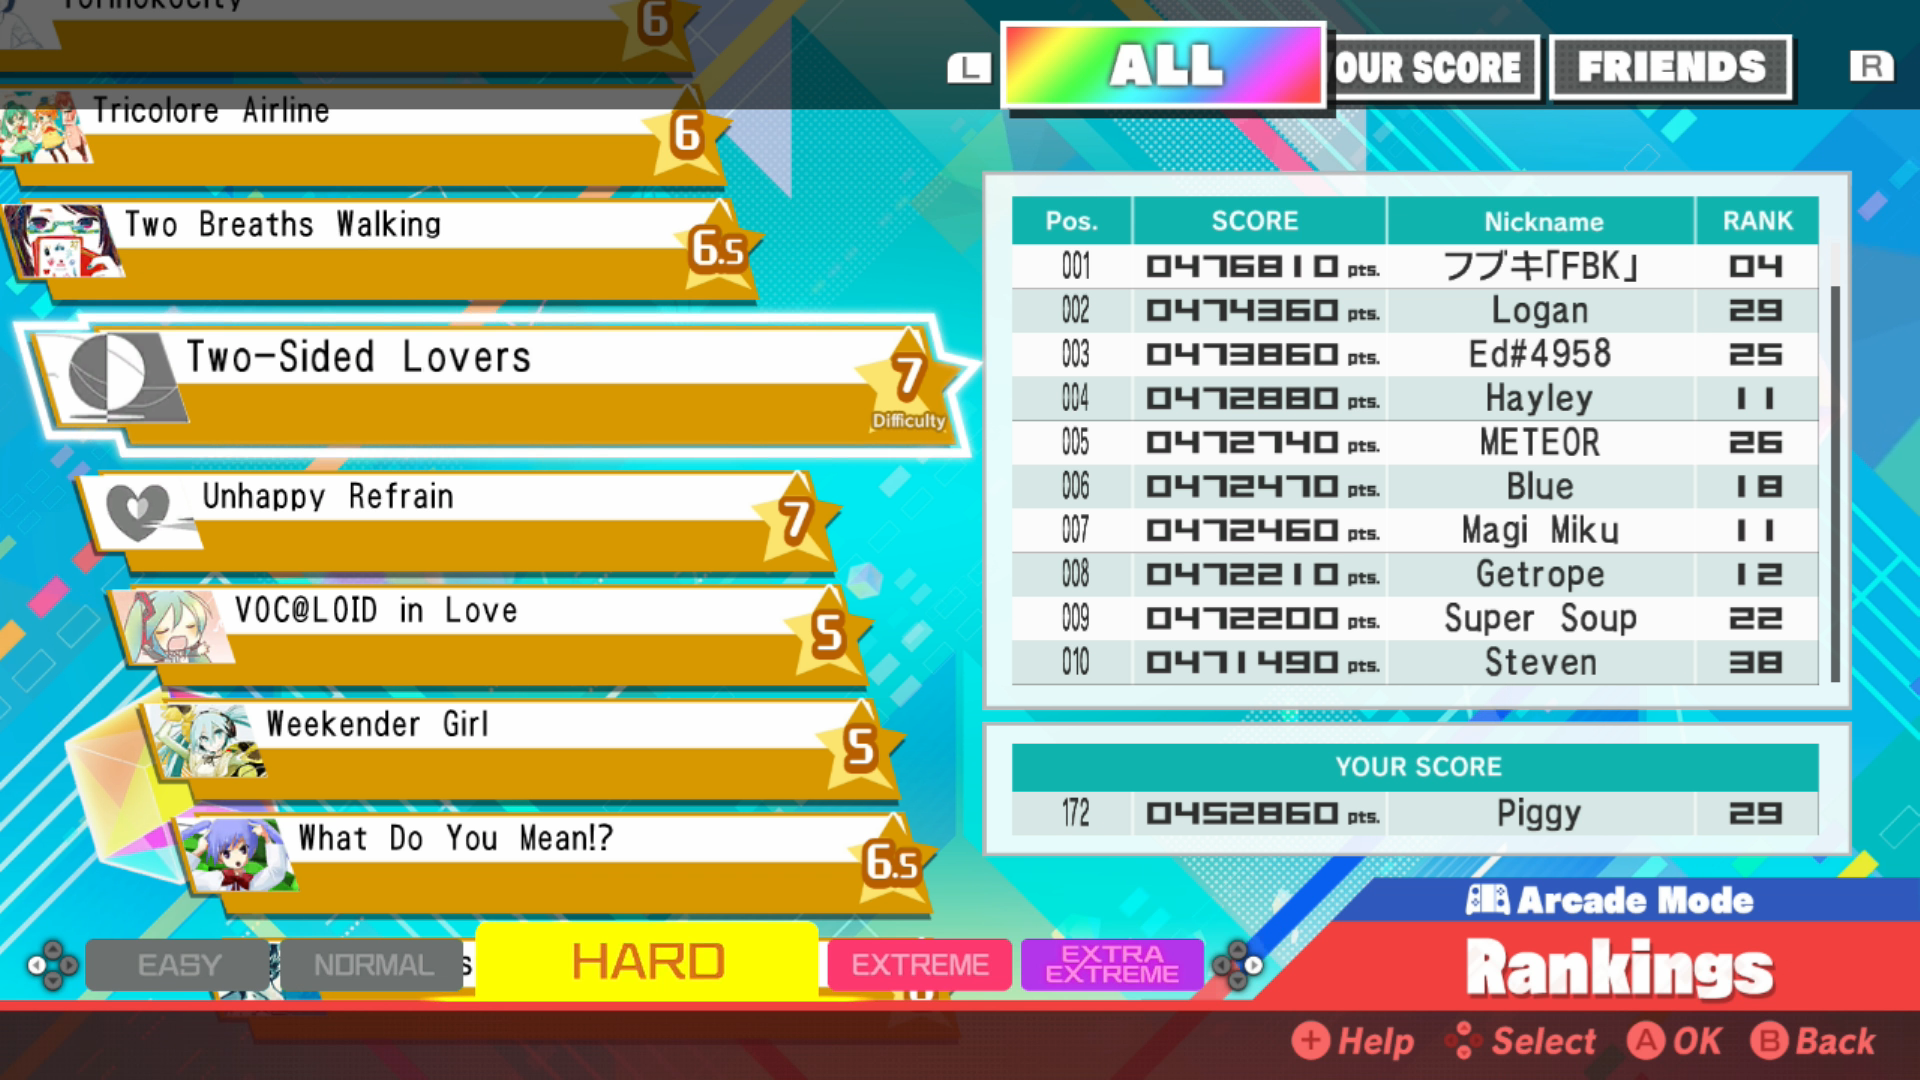 6
L
ALL
YOUR SCORE
FRIENDS
R
Tricolore Airline
6
Two Breaths Walking
6.5
Two-Sided Lovers
7
Difficulty
Unhappy Refrain
7
VOC@LOID in Love
5
Weekender Girl
5
What Do You Mean!?
6.5
Pos. SCORE Nickname RANK
001 0476810 pts. フブキ「FBK」 04
002 0474360 pts. Logan 29
003 0473860 pts. Ed#4958 25
004 0472880 pts. Hayley 11
005 0472740 pts. METEOR 26
006 0472470 pts. Blue 18
007 0472460 pts. Magi Miku 11
008 0472210 pts. Getrope 12
009 0472200 pts. Super Soup 22
010 0471490 pts. Steven 38
YOUR SCORE
172 0452860 pts. Piggy 29
Arcade Mode
Rankings
EASY
NORMAL
HARD
EXTREME
EXTRA
EXTREME
+ Help
Select
A OK
B Back